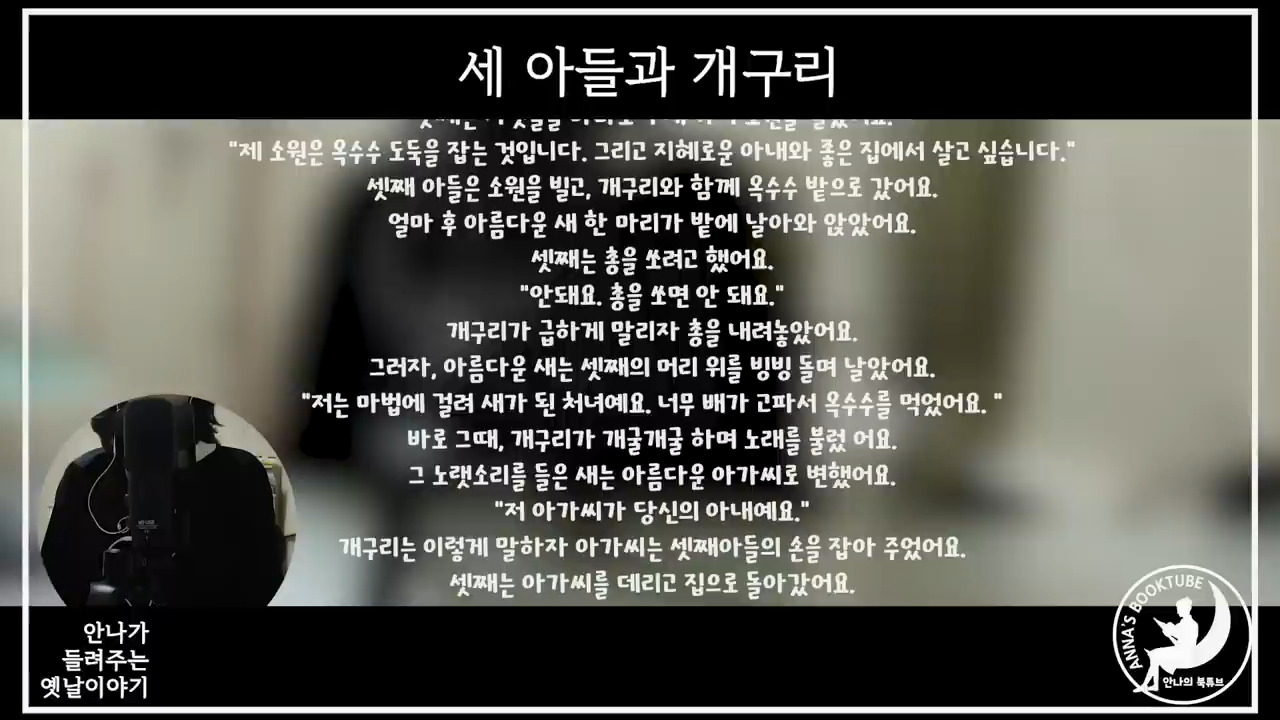 세 아들과 개구리
"제 소원은 옥수수 도둑을 잡는 것입니다. 그리고 지혜로운 아내와 좋은 집에서 살고 싶습니다."
셋째 아들은 소원을 빌고, 개구리와 함께 옥수수 밭으로 갔어요.
얼마 후 아름다운 새 한 마리가 밭에 날아와 앉았어요.
셋째는 총을 쏘려고 했어요.
"안돼요. 총을 쏘면 안 돼요."
개구리가 급하게 말리자 총을 내려놓았어요.
그러자, 아름다운 새는 셋째의 머리 위를 빙빙 돌며 날았어요.
"저는 마법에 걸려 새가 된 처녀예요. 너무 배가 고파서 옥수수를 먹었어요. "
바로 그때, 개구리가 개굴개굴 하며 노래를 불렀 어요.
그 노랫소리를 들은 새는 아름다운 아가씨로 변했어요.
"저 아가씨가 당신의 아내예요."
개구리는 이렇게 말하자 아가씨는 셋째아들의 손을 잡아 주었어요.
셋째는 아가씨를 데리고 집으로 돌아갔어요.
안나가
들려주는
옛날이야기
ANNA'S BOOKTUBE
안나의 북튜브